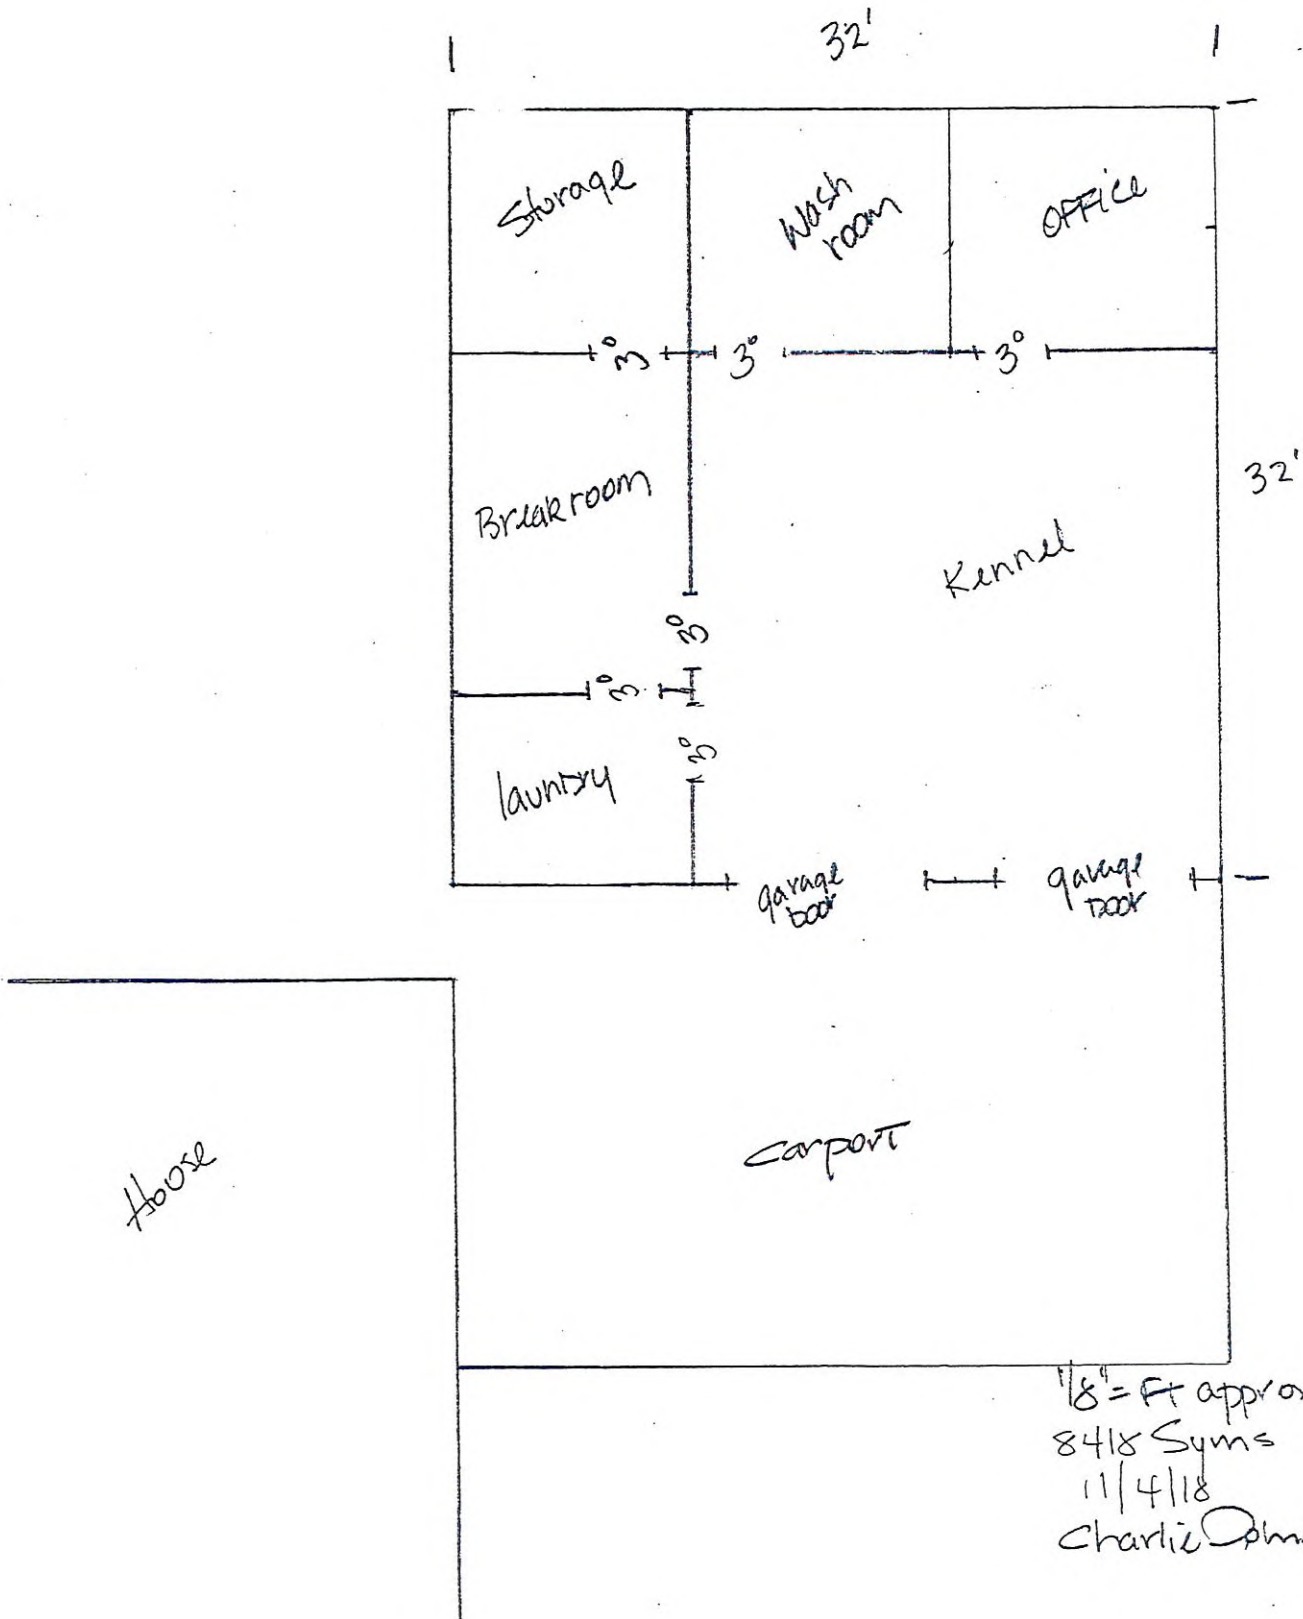 32'
Storage
Wash
room
OFFice
3°
3°
3°
32'
Breakroom
Kennel
3°
3°
3°
laundry
garage
Door
garage
Door
House
carport
1/8" = Ft approx
8418 Syms
11/4/18
Charlie